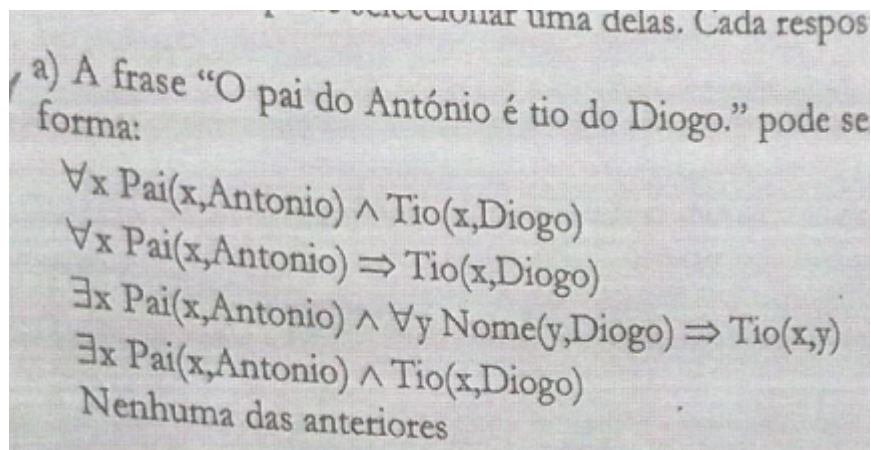 uma delas. Cada respos
a) A frase “O pai do António é tio do Diogo.” pode se
forma:
∀x Pai(x,Antonio) ∧ Tio(x,Diogo)
∀x Pai(x,Antonio) ⇒ Tio(x,Diogo)
∃x Pai(x,Antonio) ∧ ∀y Nome(y,Diogo) ⇒ Tio(x,y)
∃x Pai(x,Antonio) ∧ Tio(x,Diogo)
Nenhuma das anteriores